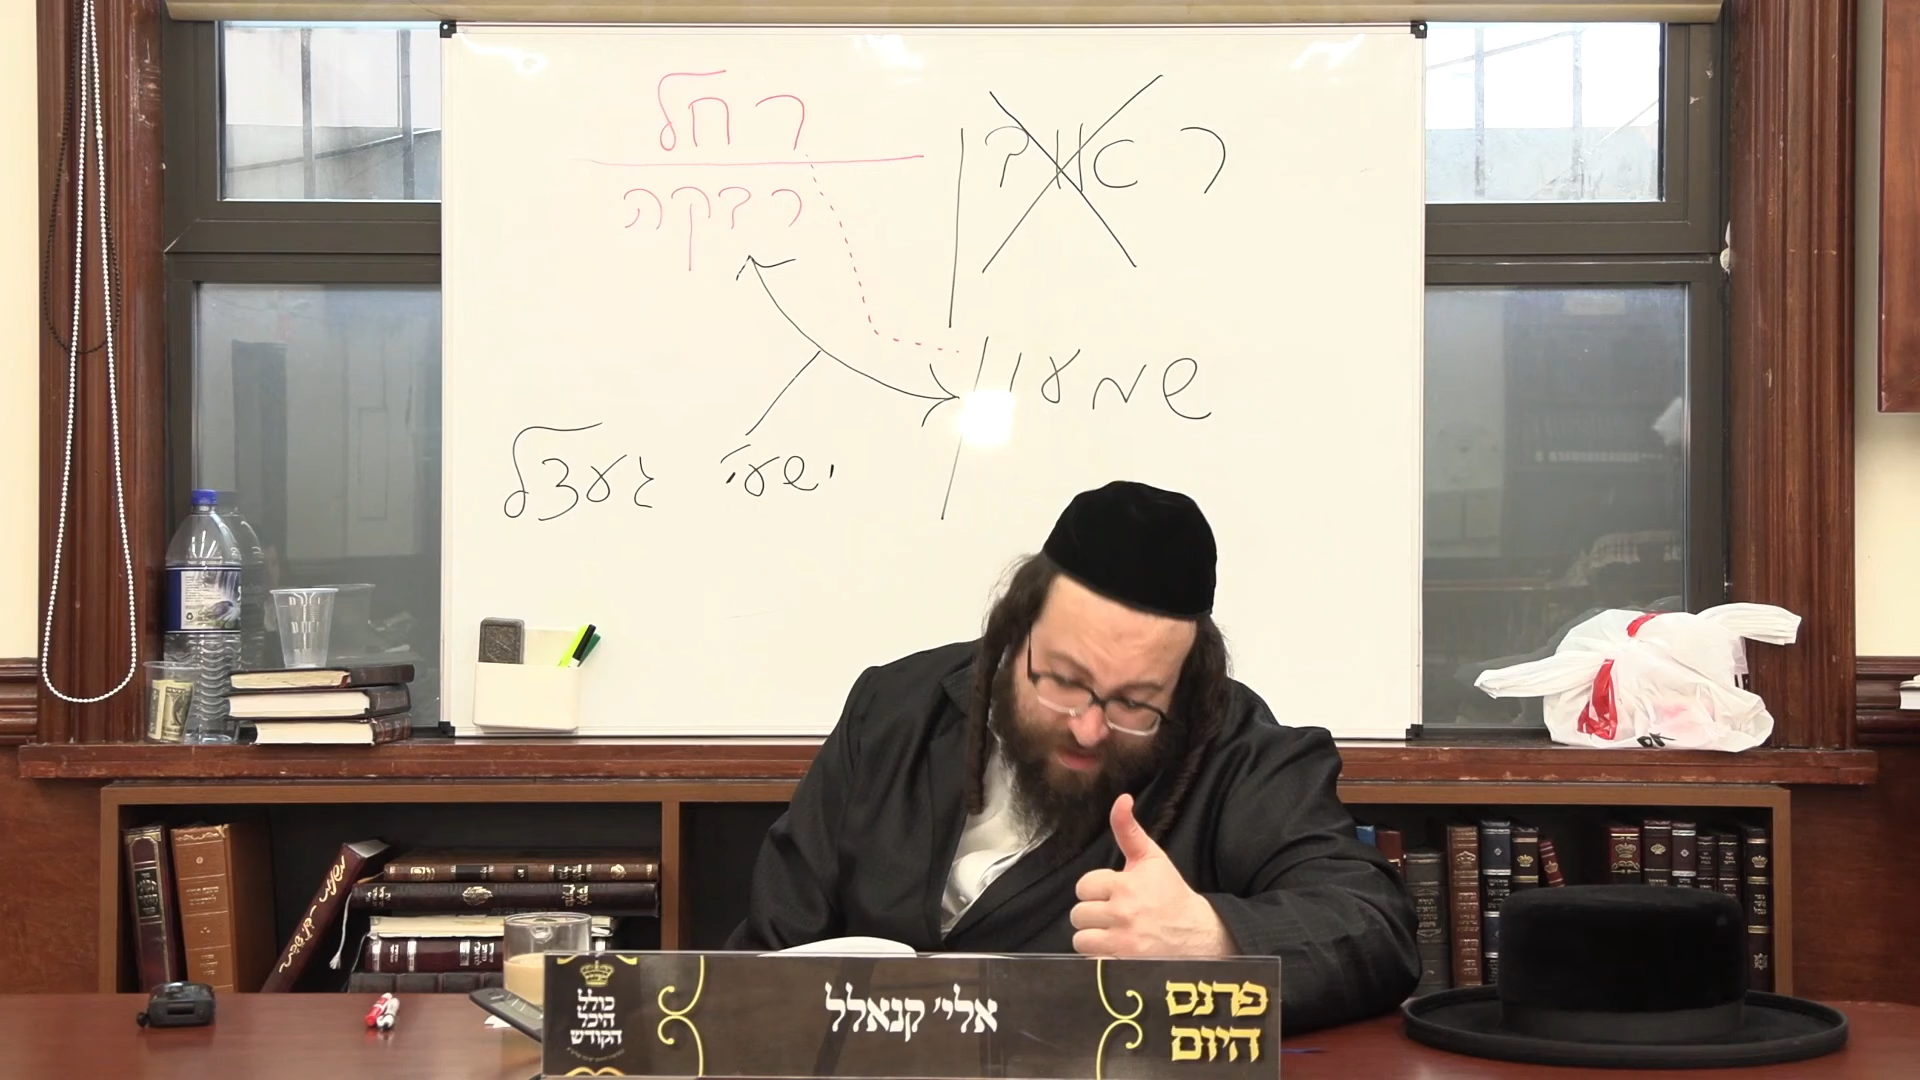 רחל
רבקה
ראובן
שמעון
ישעי' געצל
פרנס
היום
אלי' קנאלל
כולל
היכל
הקודש